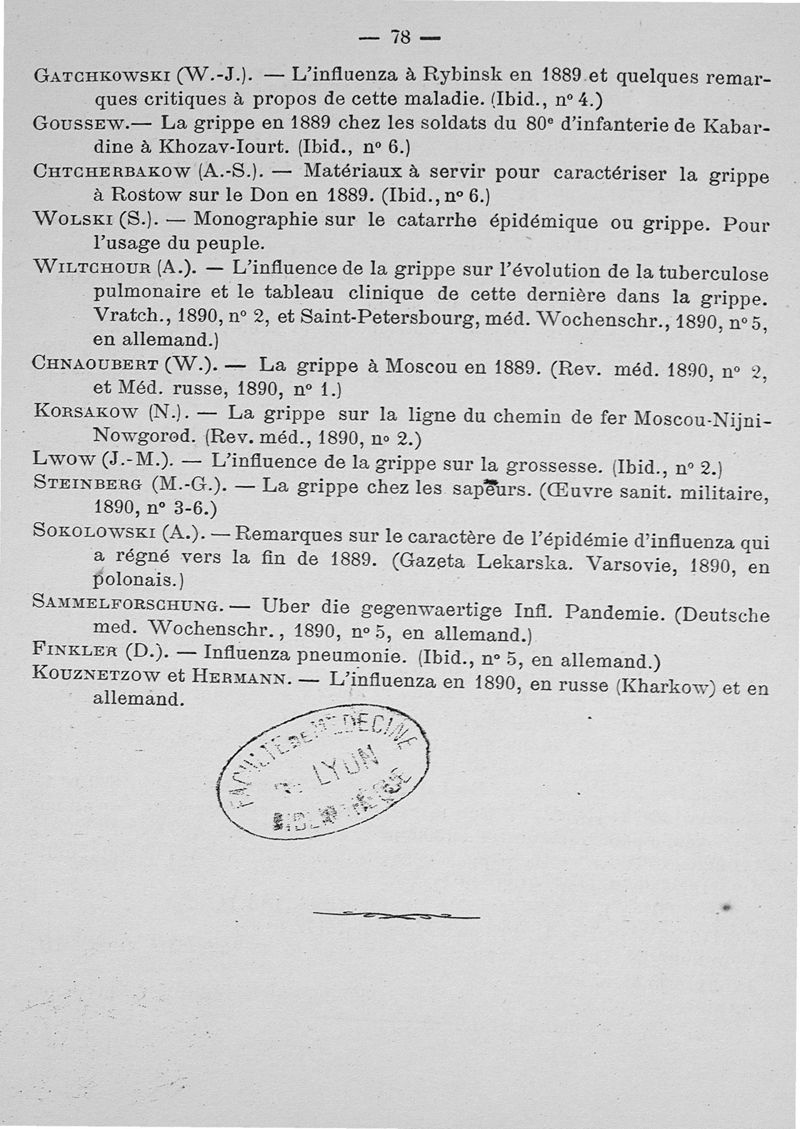 — 78 —
GATCHKOWSKI (W.-J.). — L'influenza à Rybinsk en 1889 et quelques remar-
ques critiques à propos de cette maladie. (Ibid., n° 4.)
GOUSSEW.— La grippe en 1889 chez les soldats du 80e d'infanterie de Kabar-
dine à Khozav-Iourt. (Ibid., n° 6.)
CHTCHERBAKOW (A.-S.). — Matériaux à servir pour caractériser la grippe
à Rostow sur le Don en 1889. (Ibid., n° 6.)
WOLSKI (S.). — Monographie sur le catarrhe épidémique ou grippe. Pour
l'usage du peuple.
WILTCHOUR (A.). — L'influence de la grippe sur l'évolution de la tuberculose
pulmonaire et le tableau clinique de cette dernière dans la grippe.
Vratch., 1890, n° 2, et Saint-Petersbourg, méd. Wochenschr., 1890, n° 5,
en allemand.)
CHNAOUBERT (W.). — La grippe à Moscou en 1889. (Rev. méd. 1890, n° 2,
et Méd. russe, 1890, n° 1.)
KORSAKOW (N.). — La grippe sur la ligne du chemin de fer Moscou-Nijni-
Nowgorod. (Rev. méd., 1890, n° 2.)
LWOW (J.-M.). — L'influence de la grippe sur la grossesse. (Ibid., n° 2.)
STEINBERG (M.-G.). — La grippe chez les sapeurs. (Œuvre sanit. militaire,
1890, n° 3-6.)
SOKOLOWSKI (A.). — Remarques sur le caractère de l'épidémie d'influenza qui
a régné vers la fin de 1889. (Gazeta Lekarska. Varsovie, 1890, en
polonais.)
SAMMELFORSCHUNG. — Uber die gegenwaertige Infl. Pandemie. (Deutsche
med. Wochenschr., 1890, n° 5, en allemand.)
FINKLER (D.). — Influenza pneumonie. (Ibid., n° 5, en allemand.)
KOUZNETZOW et HERMANN. — L'influenza en 1890, en russe (Kharkow) et en
allemand.
FACULTE DE MEDECINE
LYON
BIBLIOTHEQUE